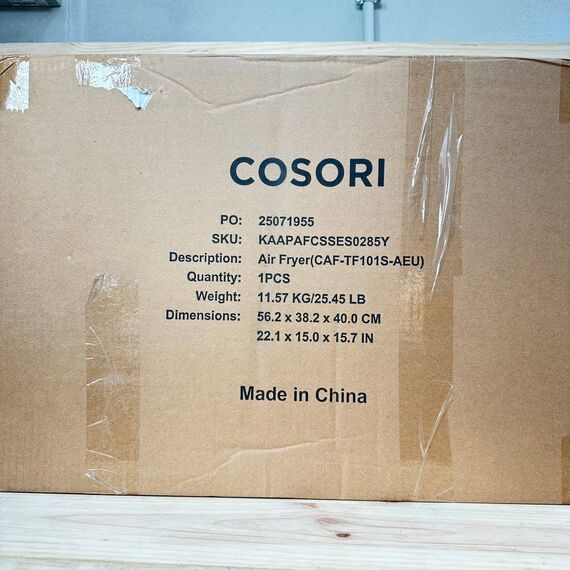 COSORI
PO: 25071955
SKU: KAAPAFCSSES0285Y
Description: Air Fryer(CAF-TF101S-AEU)
Quantity: 1PCS
Weight: 11.57 KG/25.45 LB
Dimensions: 56.2 x 38.2 x 40.0 CM
22.1 x 15.0 x 15.7 IN
Made in China